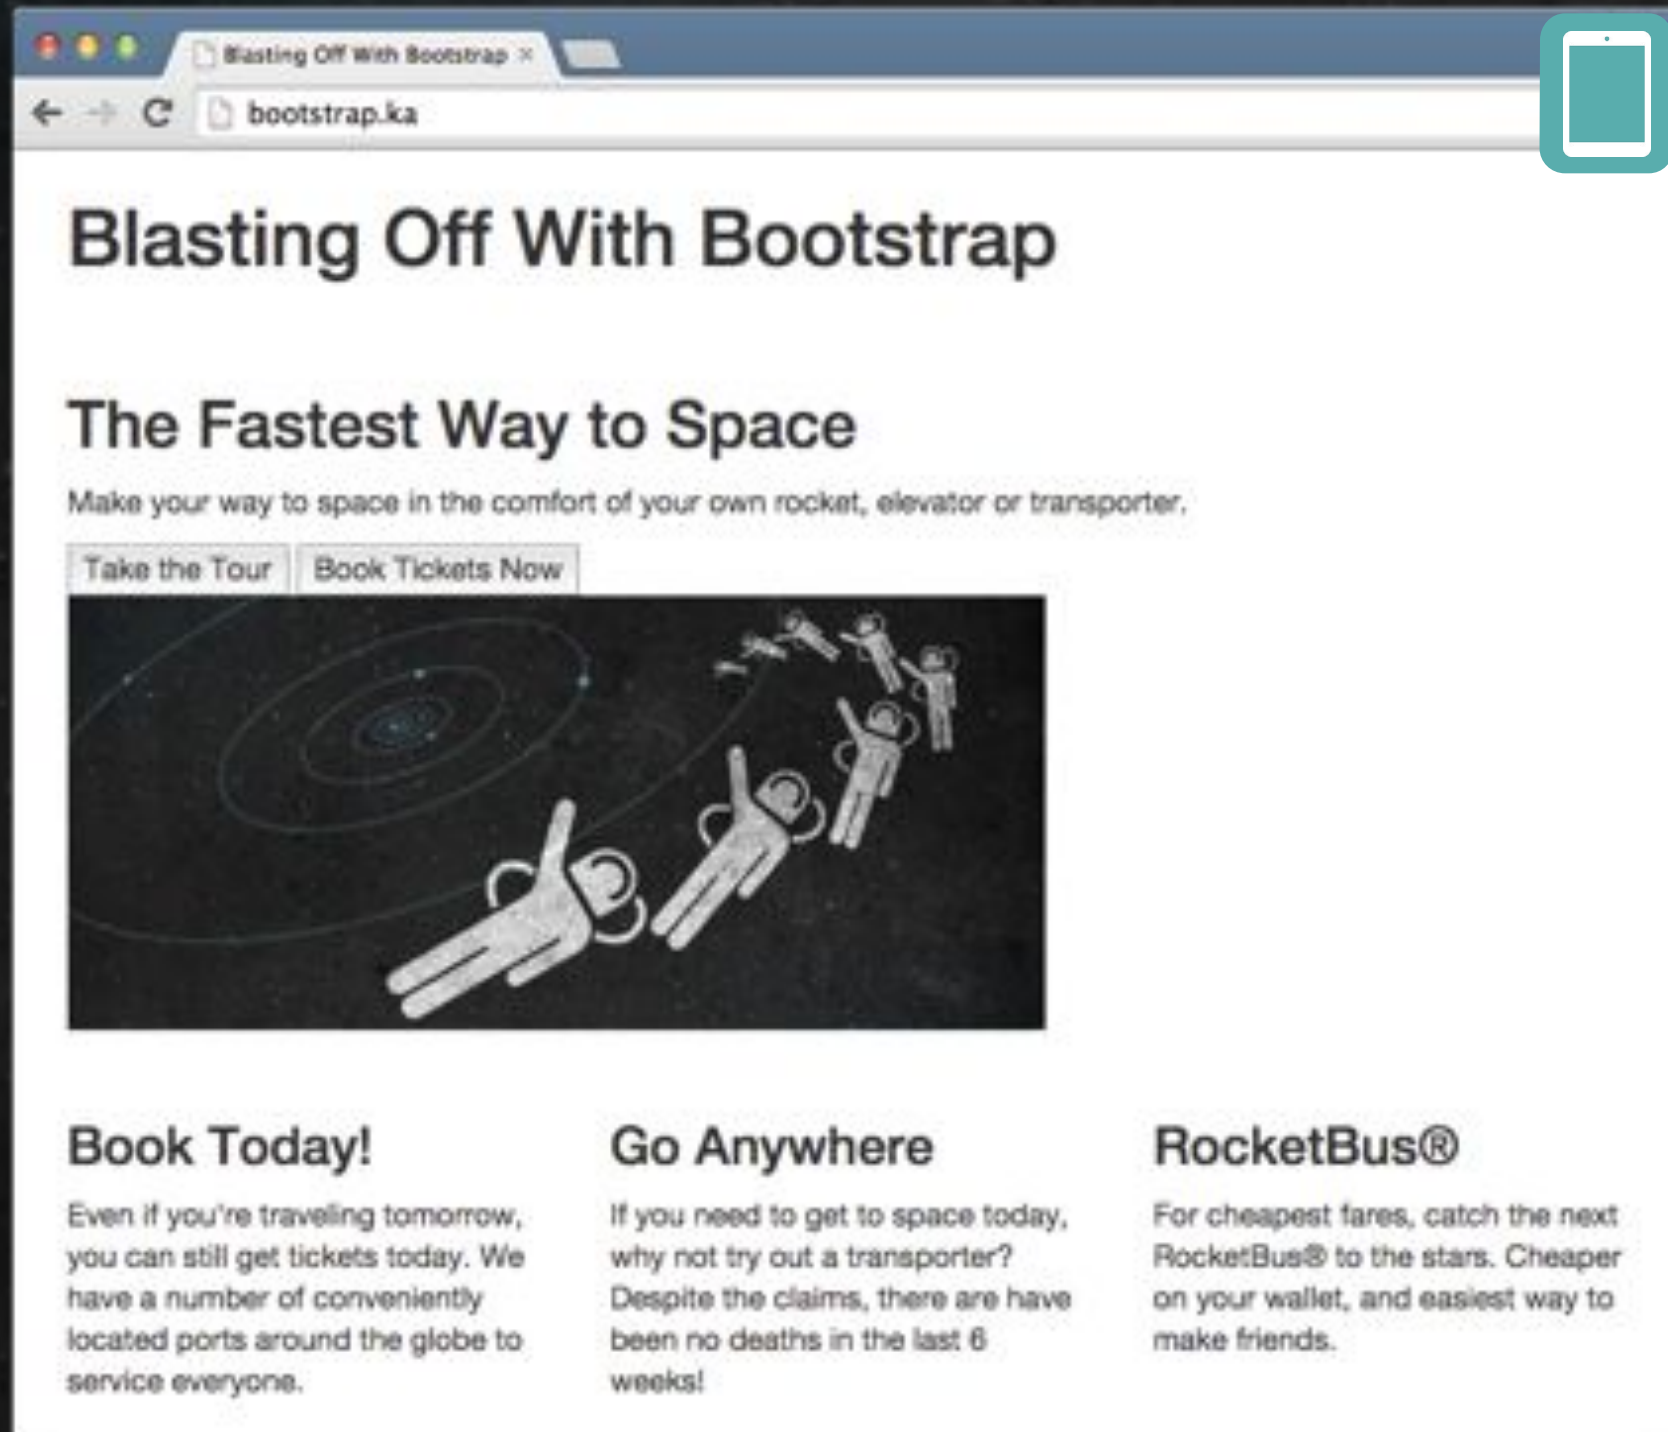 Blasting Off With Bootstrap
bootstrap.ka
Blasting Off With Bootstrap
The Fastest Way to Space
Make your way to space in the comfort of your own rocket, elevator or transporter.
Take the Tour Book Tickets Now
Book Today!
Even if you're traveling tomorrow,
you can still get tickets today. We
have a number of conveniently
located ports around the globe to
service everyone.
Go Anywhere
If you need to get to space today,
why not try out a transporter?
Despite the claims, there are have
been no deaths in the last 6
weeks!
RocketBus®
For cheapest fares, catch the next
RocketBus® to the stars. Cheaper
on your wallet, and easiest way to
make friends.